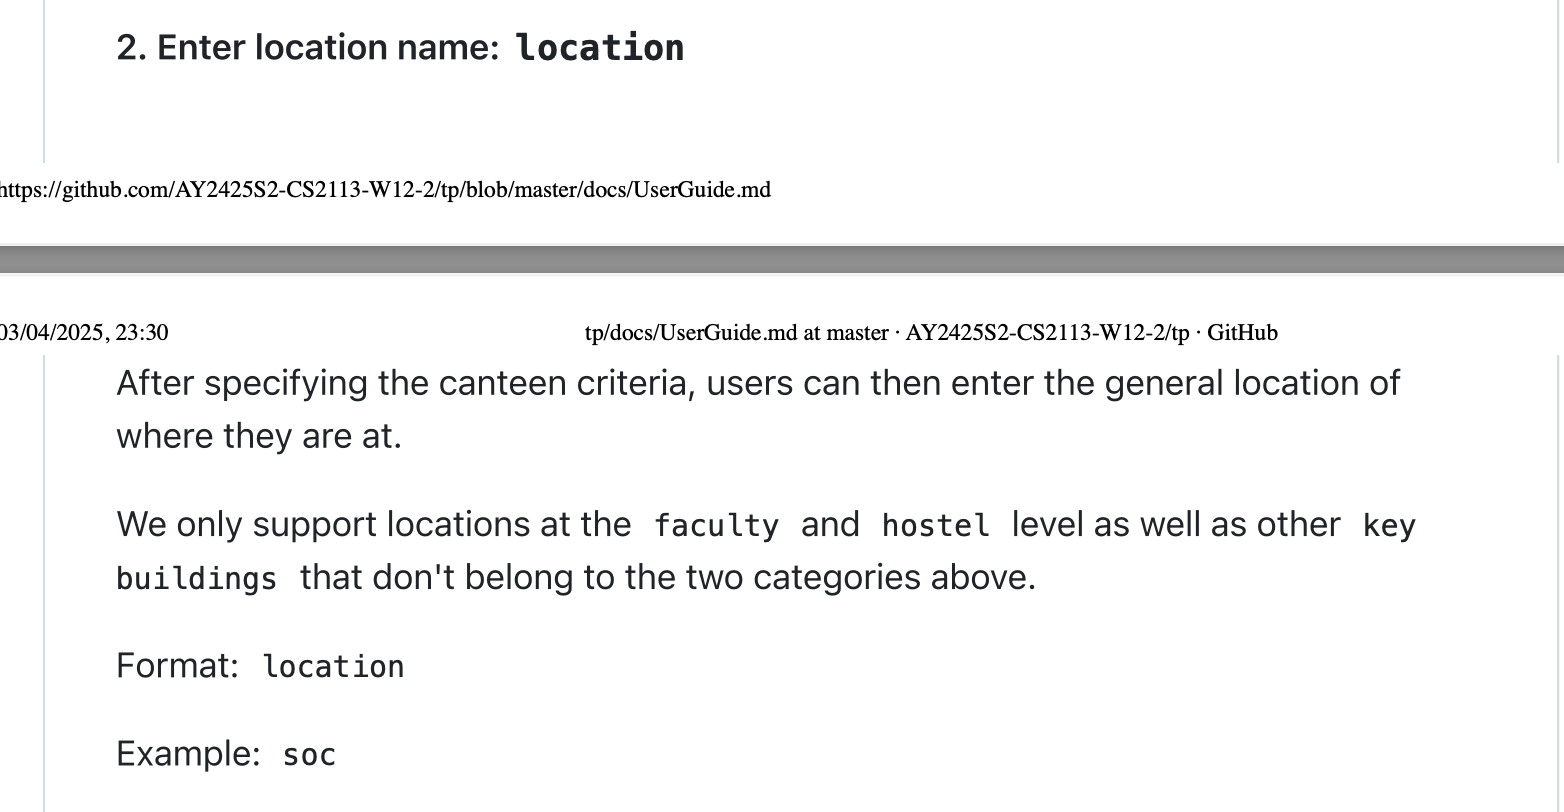 2. Enter location name: location
https://github.com/AY2425S2-CS2113-W12-2/tp/blob/master/docs/UserGuide.md
03/04/2025, 23:30 tp/docs/UserGuide.md at master · AY2425S2-CS2113-W12-2/tp · GitHub
After specifying the canteen criteria, users can then enter the general location of
where they are at.
We only support locations at the faculty and hostel level as well as other key
buildings that don't belong to the two categories above.
Format: location
Example: soc